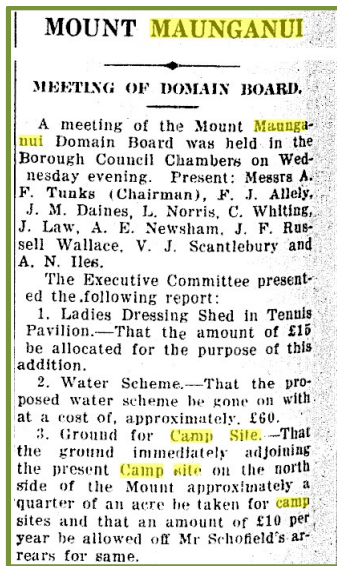 MOUNT MAUNGANUI
MEETING OF DOMAIN BOARD.
A meeting of the Mount Maunga-
nui Domain Board was held in the
Borough Council Chambers on Wed-
nesday evening. Present: Messrs A.
F. Tunks (Chairman), F. J. Allely,
J. M. Daines, L. Norris, C. Whiting,
J. Law, A. E. Newsham, J. F. Rus-
sell Wallace, V. J. Scantlebury and
A. N. Iles.
The Executive Committee present-
ed the following report:
1. Ladies Dressing Shed in Tennis
Pavilion.—That the amount of £15
be allocated for the purpose of this
addition.
2. Water Scheme.—That the pro-
posed water scheme be gone on with
at a cost of, approximately, £60.
3. Ground for Camp Site.—That
the ground immediately adjoining
the present Camp site on the north
side of the Mount approximately a
quarter of an acre be taken for camp
sites and that an amount of £10 per
year be allowed off Mr Schofield's ar-
rears for same.